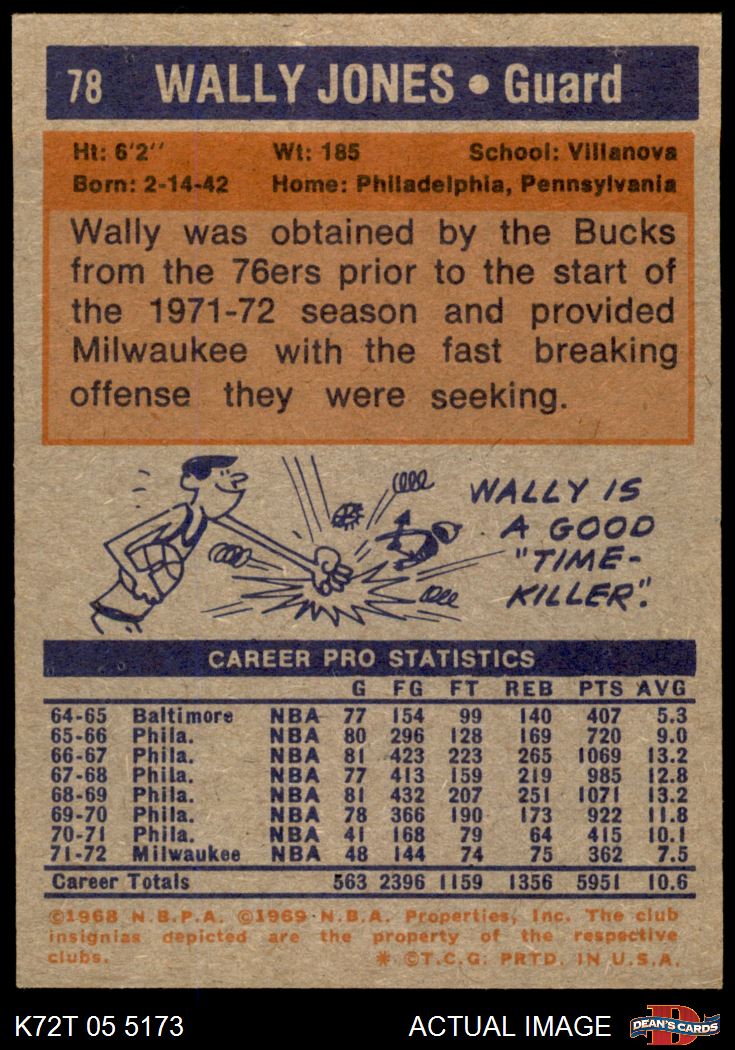 78 WALLY JONES • Guard
Ht: 6'2'' Wt: 185 School: Villanova
Born: 2-14-42 Home: Philadelphia, Pennsylvania
Wally was obtained by the Bucks
from the 76ers prior to the start of
the 1971-72 season and provided
Milwaukee with the fast breaking
offense they were seeking.
WALLY IS
A GOOD
"TIME-
KILLER".
CAREER PRO STATISTICS
G FG FT REB PTS AVG
64-65 Baltimore NBA 77 154 99 140 407 5.3
65-66 Phila. NBA 80 296 128 169 720 9.0
66-67 Phila. NBA 81 423 223 265 1069 13.2
67-68 Phila. NBA 77 413 159 219 985 12.8
68-69 Phila. NBA 81 432 207 251 1071 13.2
69-70 Phila. NBA 78 366 190 173 922 11.8
70-71 Phila. NBA 41 168 79 64 415 10.1
71-72 Milwaukee NBA 48 144 74 75 362 7.5
Career Totals 563 2396 1159 1356 5951 10.6
©1968 N.B.P.A. ©1969 N.B.A. Properties, Inc. The club
insignias depicted are the property of the respective
clubs. * ©T.C.G. PRTD. IN U.S.A.
K72T 05 5173 ACTUAL IMAGE DEAN'S CARDS